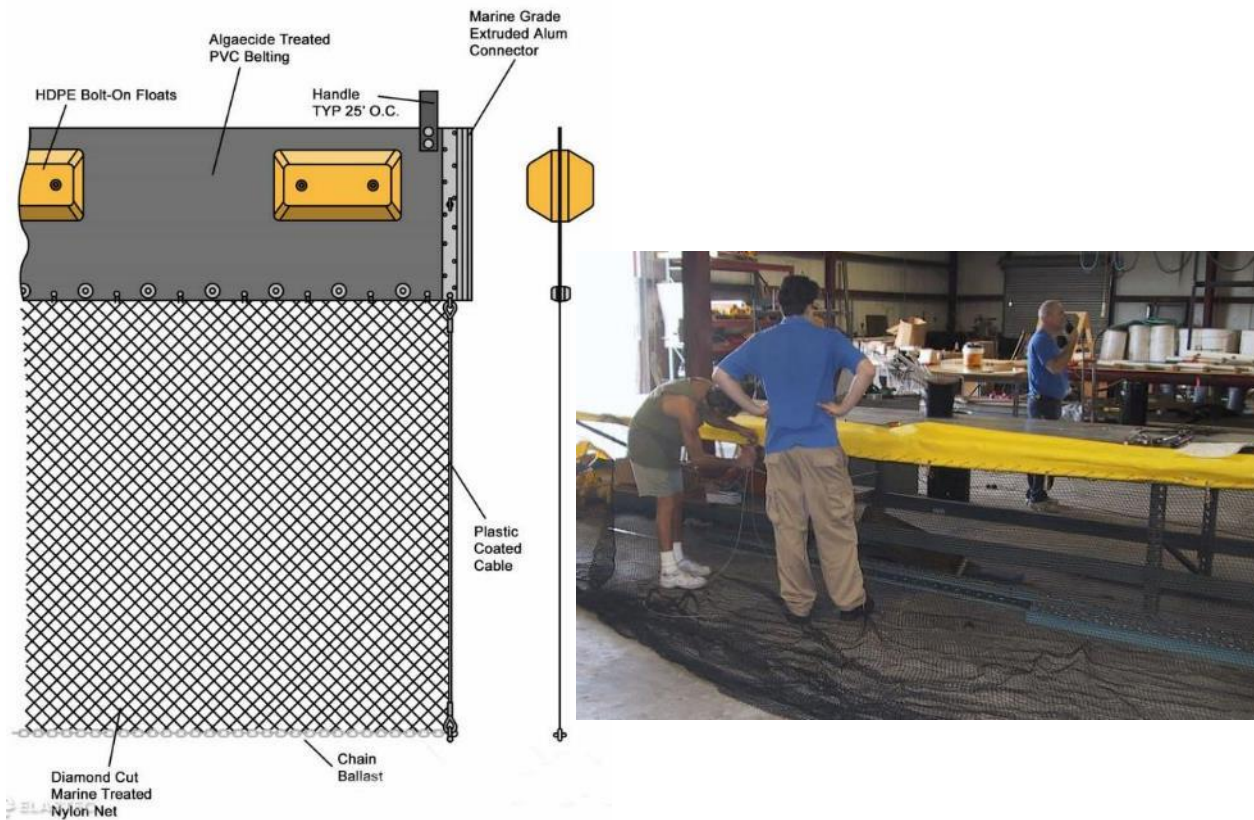 Marine Grade
Extruded Alum
Connector
Algaecide Treated
PVC Belting
HDPE Bolt-On Floats
Handle
TYP 25' O.C.
Plastic
Coated
Cable
Chain
Ballast
Diamond Cut
Marine Treated
Nylon Net